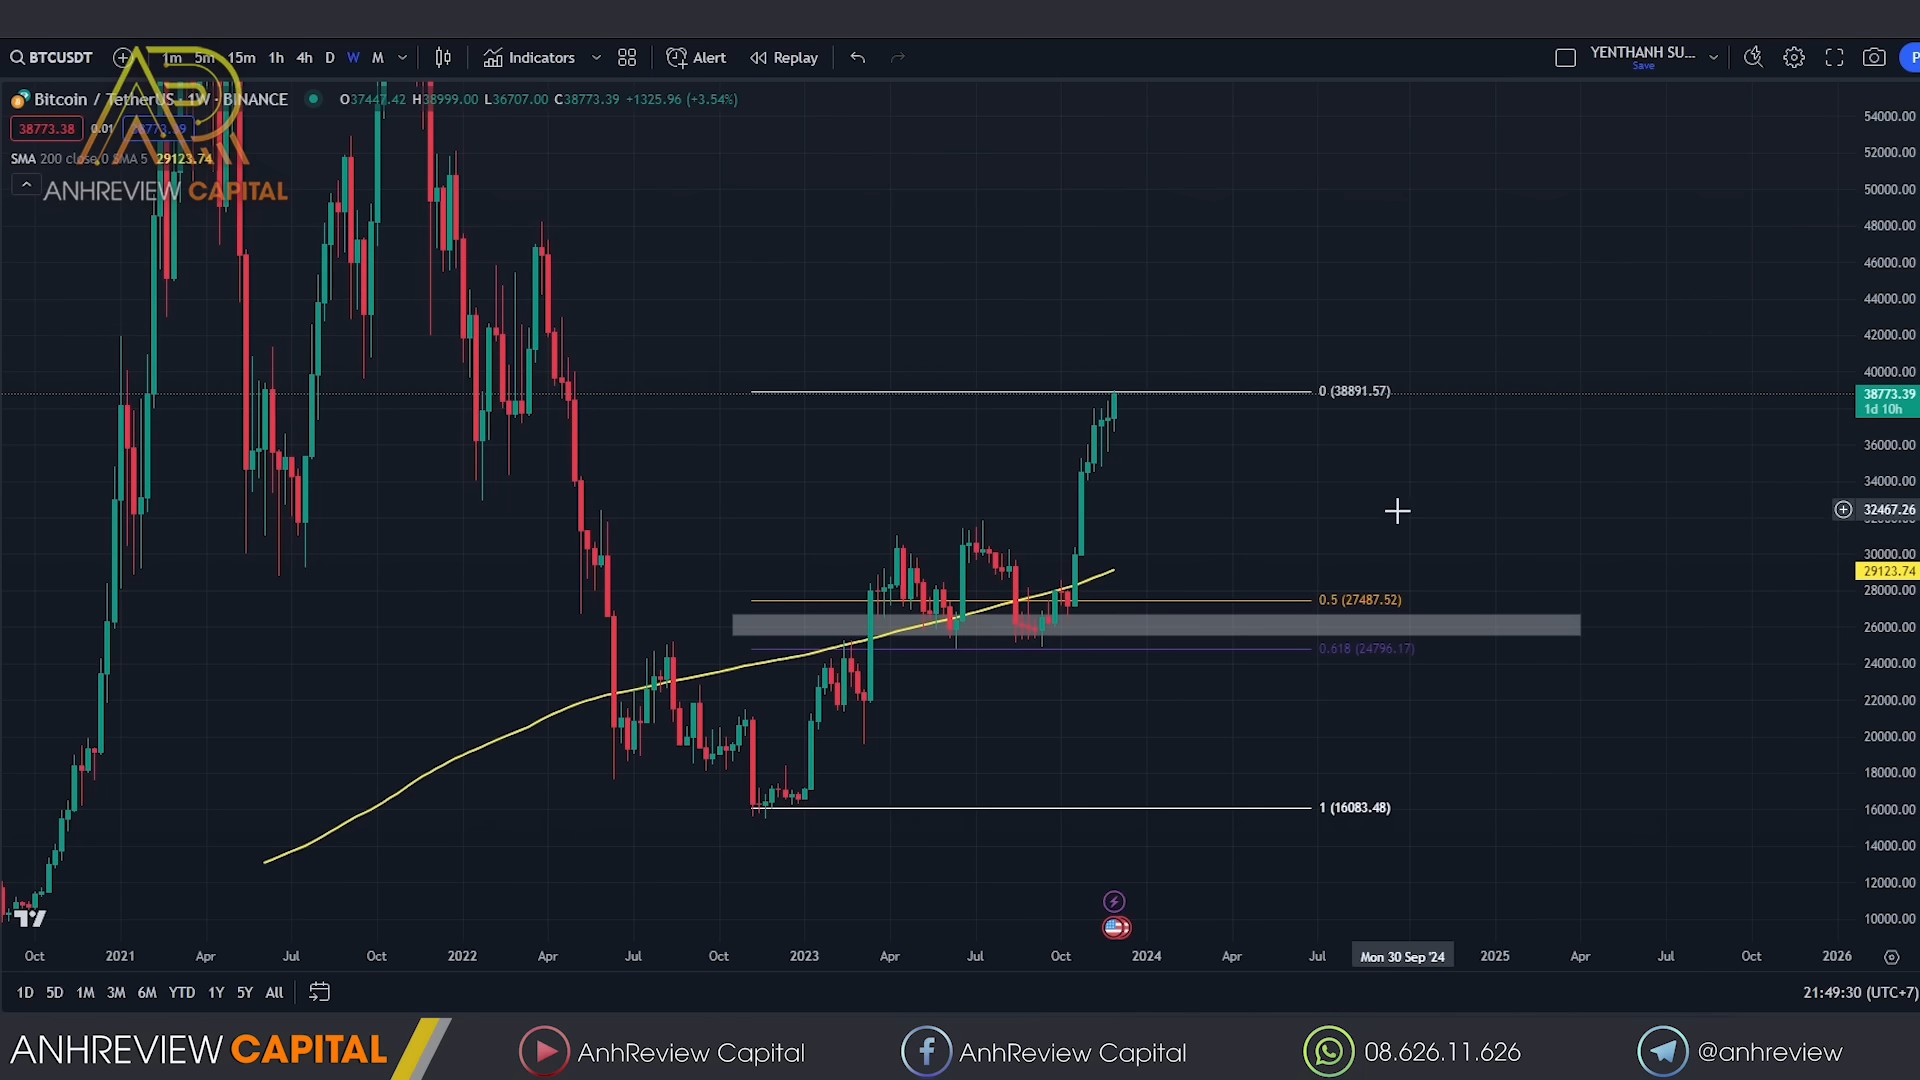 BTCUSDT
1m 5m 15m 1h 4h D W M
Indicators
Alert
Replay
YENTHANH SU...
Save
Bitcoin / TetherUS · 1W · BINANCE
O37447.42 H38999.00 L36707.00 C38773.39 +1325.96 (+3.54%)
38773.38 0.01 38773.39
SMA 200 close 0 SMA 5 29123.74
ANHREVIEW CAPITAL
54000.00
52000.00
50000.00
48000.00
46000.00
44000.00
42000.00
40000.00
38773.39
1d 10h
36000.00
34000.00
32467.26
30000.00
29123.74
28000.00
26000.00
24000.00
22000.00
20000.00
18000.00
16000.00
14000.00
12000.00
10000.00
0 (38891.57)
0.5 (27487.52)
0.618 (24796.17)
1 (16083.48)
Oct 2021 Apr Jul Oct 2022 Apr Jul Oct 2023 Apr Jul Oct 2024 Apr Jul Mon 30 Sep '24 2025 Apr Jul Oct 2026
1D 5D 1M 3M 6M YTD 1Y 5Y All
21:49:30 (UTC+7)
ANHREVIEW CAPITAL
AnhReview Capital
AnhReview Capital
08.626.11.626
@anhreview